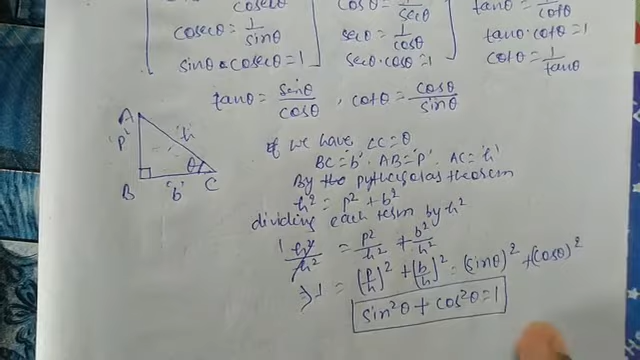 cosecθ
cosecθ = 1/sinθ
sinθ · cosecθ = 1
cosθ = 1/secθ
secθ = 1/cosθ
secθ · cosθ = 1
tanθ = 1/cotθ
tanθ · cotθ = 1
cotθ = 1/tanθ
tanθ = sinθ/cosθ , cotθ = cosθ/sinθ
A
'p'
'h'
θ
B
'b'
C
If we have ∠C = θ
BC = 'b' , AB = 'p' , AC = 'h'
By the pythegolas theorem
h² = p² + b²
dividing each term by h²
1 h²/h² = p²/h² + b²/h²
⇒ 1 = (p/h)² + (b/h)² = (sinθ)² + (cosθ)²
sin²θ + cos²θ = 1